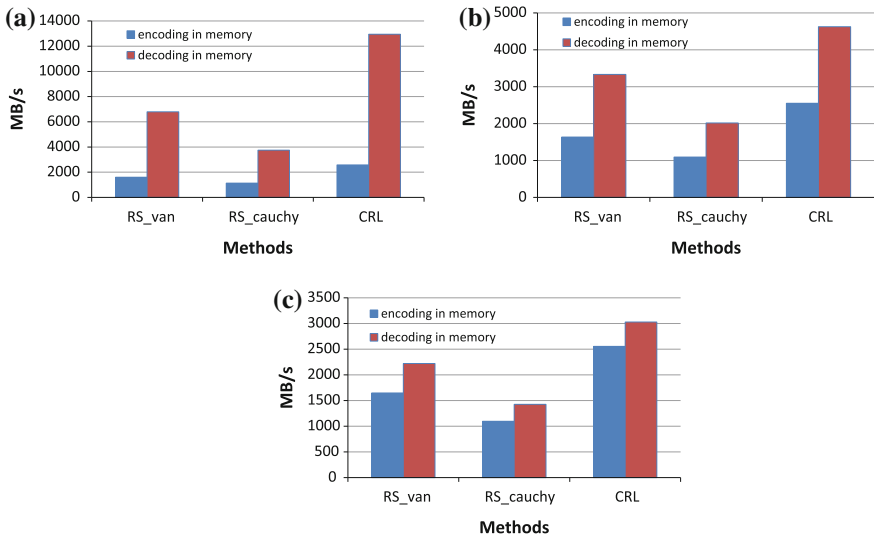 (a)
14000
12000
10000
8000
6000
4000
2000
0
MB/s
encoding in memory
decoding in memory
RS_van RS_cauchy CRL
Methods
(b)
5000
4000
3000
2000
1000
0
MB/s
encoding in memory
decoding in memory
RS_van RS_cauchy CRL
Methods
(c)
3500
3000
2500
2000
1500
1000
500
0
MB/s
encoding in memory
decoding in memory
RS_van RS_cauchy CRL
Methods